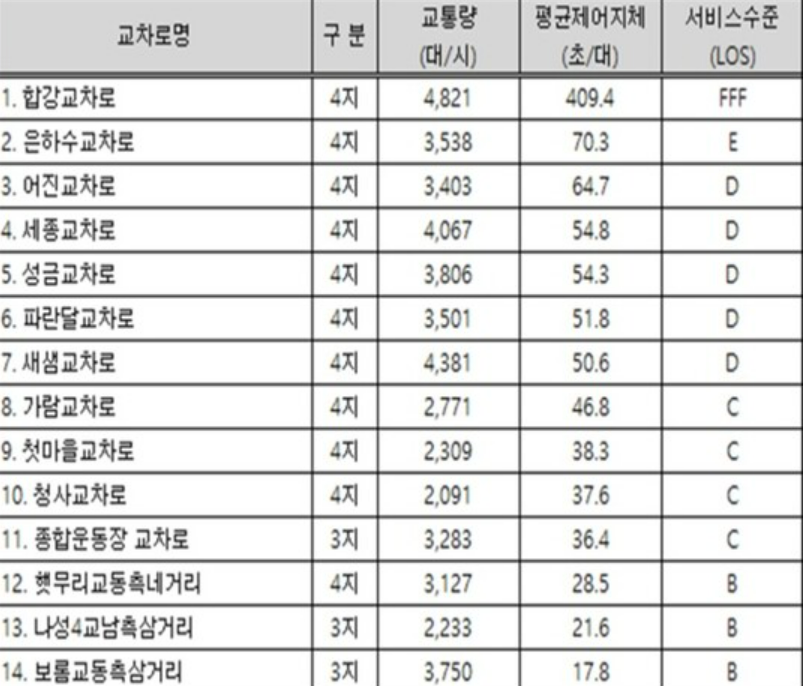 교차로명 구 분 교통량 (대/시) 평균제어지체 (초/대) 서비스수준 (LOS)
1. 합강교차로 4지 4,821 409.4 FFF
2. 은하수교차로 4지 3,538 70.3 E
3. 어진교차로 4지 3,403 64.7 D
4. 세종교차로 4지 4,067 54.8 D
5. 성금교차로 4지 3,806 54.3 D
6. 파란달교차로 4지 3,501 51.8 D
7. 새샘교차로 4지 4,381 50.6 D
8. 가람교차로 4지 2,771 46.8 C
9. 첫마을교차로 4지 2,309 38.3 C
10. 청사교차로 4지 2,091 37.6 C
11. 종합운동장 교차로 3지 3,283 36.4 C
12. 햇무리교동측네거리 4지 3,127 28.5 B
13. 나성4교남측삼거리 3지 2,233 21.6 B
14. 보롬교동측삼거리 3지 3,750 17.8 B